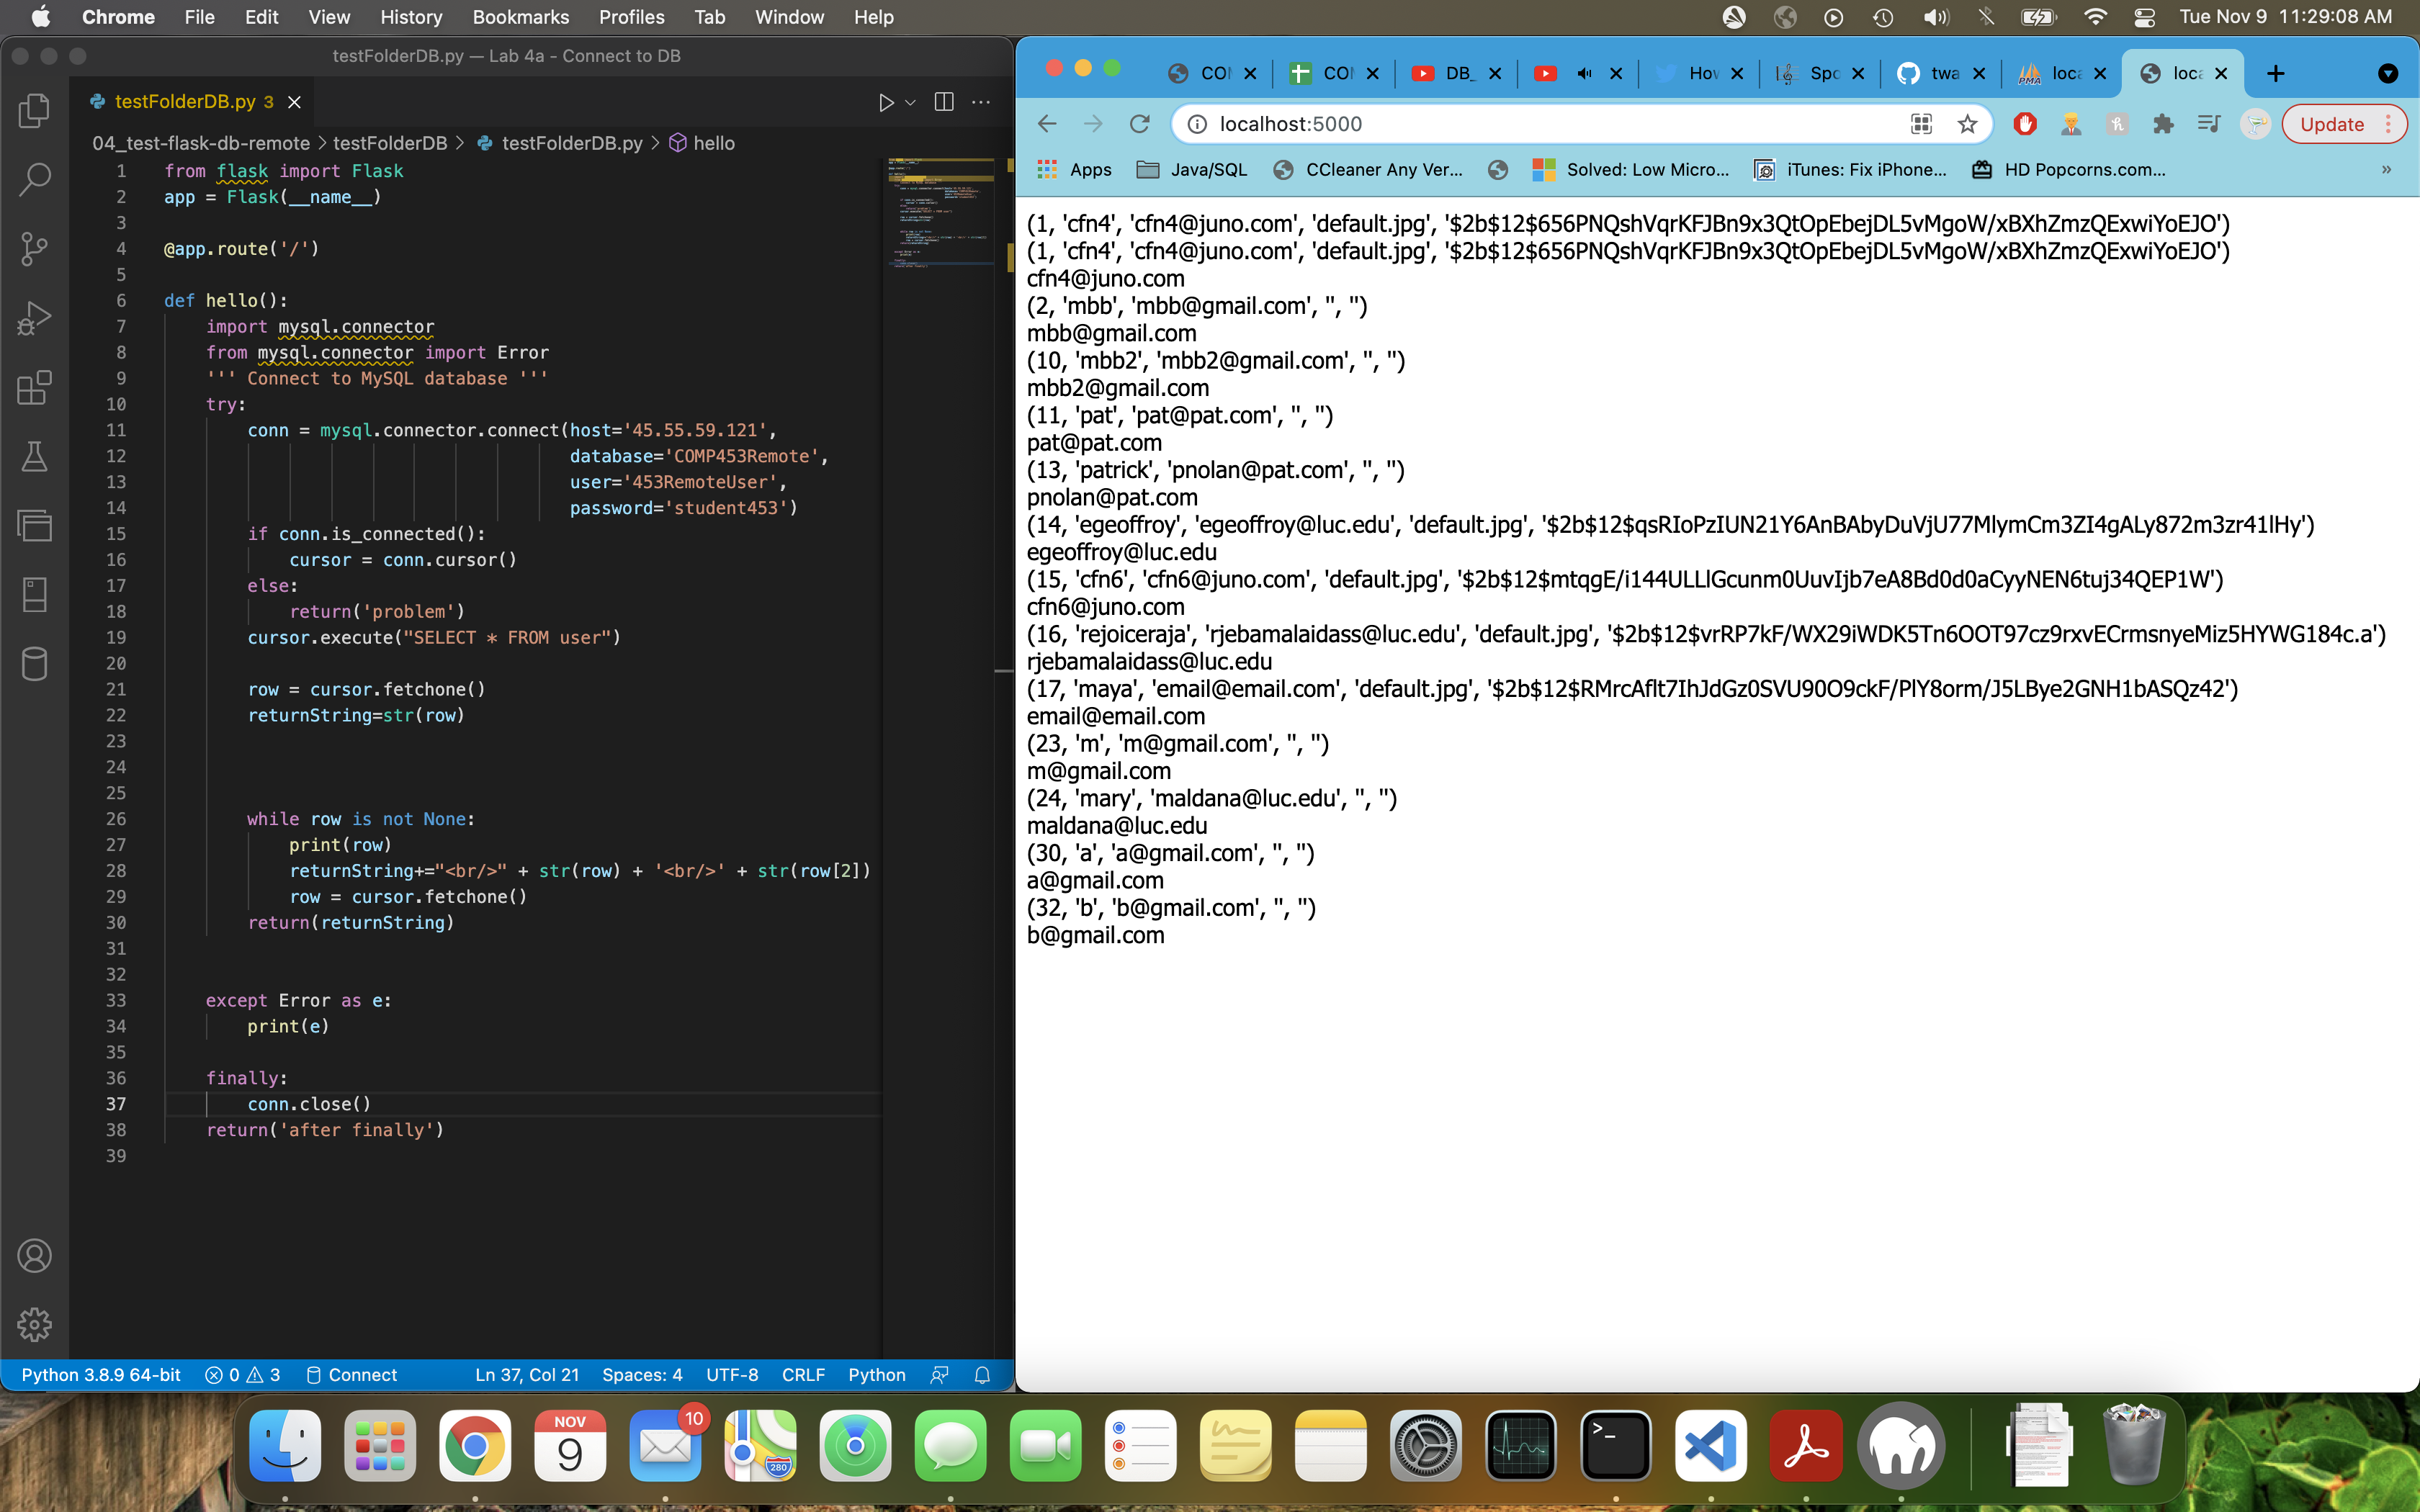 Chrome File Edit View History Bookmarks Profiles Tab Window Help Tue Nov 9 11:29:08 AM
testFolderDB.py — Lab 4a - Connect to DB
testFolderDB.py 3
04_test-flask-db-remote > testFolderDB > testFolderDB.py > hello
1 from flask import Flask
2 app = Flask(__name__)
3
4 @app.route('/')
5
6 def hello():
7 import mysql.connector
8 from mysql.connector import Error
9 ''' Connect to MySQL database '''
10 try:
11 conn = mysql.connector.connect(host='45.55.59.121',
12 database='COMP453Remote',
13 user='453RemoteUser',
14 password='student453')
15 if conn.is_connected():
16 cursor = conn.cursor()
17 else:
18 return('problem')
19 cursor.execute("SELECT * FROM user")
20
21 row = cursor.fetchone()
22 returnString=str(row)
23
24
25
26 while row is not None:
27 print(row)
28 returnString+="<br/>" + str(row) + '<br/>' + str(row[2])
29 row = cursor.fetchone()
30 return(returnString)
31
32
33 except Error as e:
34 print(e)
35
36 finally:
37 conn.close()
38 return('after finally')
39
Python 3.8.9 64-bit 0 3 Connect Ln 37, Col 21 Spaces: 4 UTF-8 CRLF Python
COI COI DB_ Hov Spo twa loca loca
localhost:5000 Update
Apps Java/SQL CCleaner Any Ver... Solved: Low Micro... iTunes: Fix iPhone... HD Popcorns.com... »
(1, 'cfn4', 'cfn4@juno.com', 'default.jpg', '$2b$12$656PNQshVqrKFJBn9x3QtOpEbejDL5vMgoW/xBXhZmzQExwiYoEJO')
(1, 'cfn4', 'cfn4@juno.com', 'default.jpg', '$2b$12$656PNQshVqrKFJBn9x3QtOpEbejDL5vMgoW/xBXhZmzQExwiYoEJO')
cfn4@juno.com
(2, 'mbb', 'mbb@gmail.com', '', '')
mbb@gmail.com
(10, 'mbb2', 'mbb2@gmail.com', '', '')
mbb2@gmail.com
(11, 'pat', 'pat@pat.com', '', '')
pat@pat.com
(13, 'patrick', 'pnolan@pat.com', '', '')
pnolan@pat.com
(14, 'egeoffroy', 'egeoffroy@luc.edu', 'default.jpg', '$2b$12$qsRIoPzIUN21Y6AnBAbyDuVjU77MlymCm3ZI4gALy872m3zr41lHy')
egeoffroy@luc.edu
(15, 'cfn6', 'cfn6@juno.com', 'default.jpg', '$2b$12$mtqgE/i144ULLlGcunm0UuvIjb7eA8Bd0d0aCyyNEN6tuj34QEP1W')
cfn6@juno.com
(16, 'rejoiceraja', 'rjebamalaidass@luc.edu', 'default.jpg', '$2b$12$vrRP7kF/WX29iWDK5Tn6OOT97cz9rxvECrmsnyeMiz5HYWG184c.a')
rjebamalaidass@luc.edu
(17, 'maya', 'email@email.com', 'default.jpg', '$2b$12$RMrcAflt7IhJdGz0SVU90O9ckF/PlY8orm/J5LBye2GNH1bASQz42')
email@email.com
(23, 'm', 'm@gmail.com', '', '')
m@gmail.com
(24, 'mary', 'maldana@luc.edu', '', '')
maldana@luc.edu
(30, 'a', 'a@gmail.com', '', '')
a@gmail.com
(32, 'b', 'b@gmail.com', '', '')
b@gmail.com
NOV
9
10
280